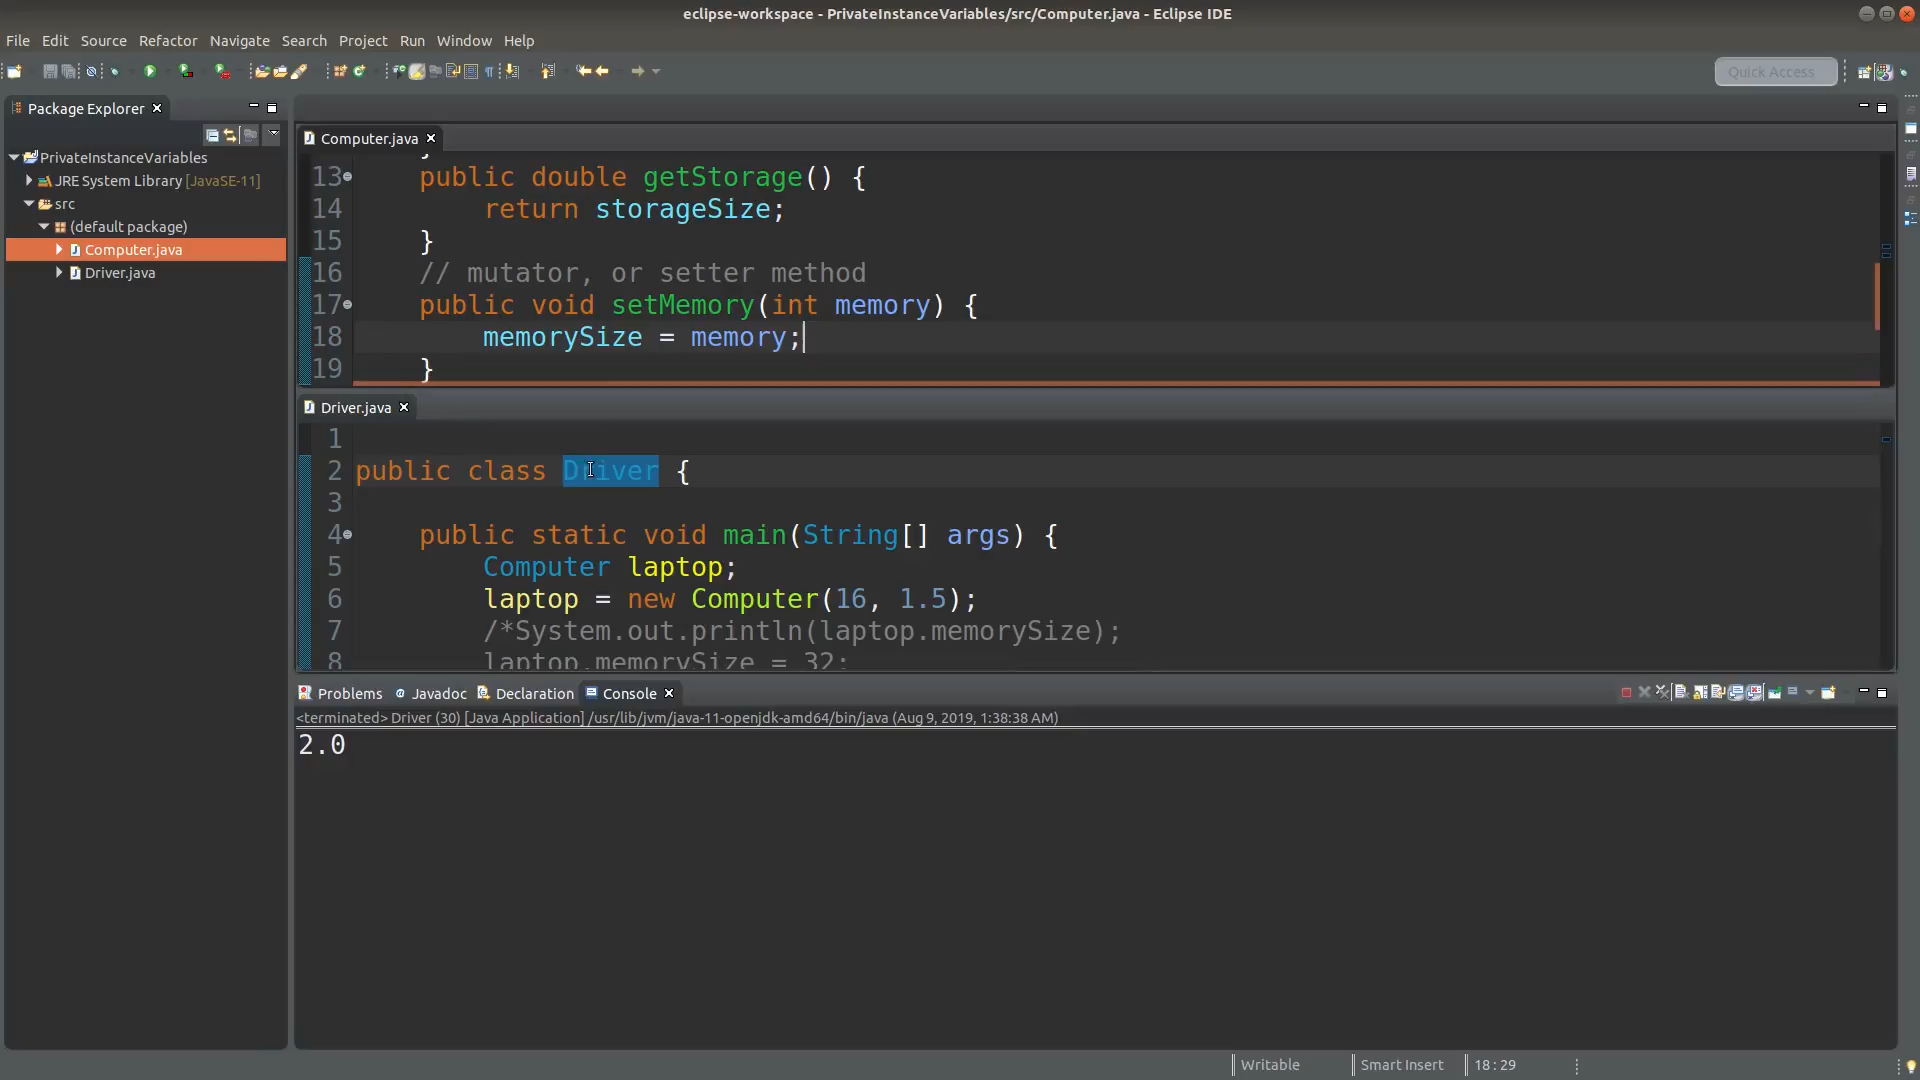 eclipse-workspace - PrivateInstanceVariables/src/Computer.java - Eclipse IDE
File Edit Source Refactor Navigate Search Project Run Window Help
Quick Access
Package Explorer
PrivateInstanceVariables
JRE System Library [JavaSE-11]
src
(default package)
Computer.java
Driver.java
Computer.java
13 public double getStorage() {
14 return storageSize;
15 }
16 // mutator, or setter method
17 public void setMemory(int memory) {
18 memorySize = memory;
19 }
Driver.java
1
2 public class Driver {
3
4 public static void main(String[] args) {
5 Computer laptop;
6 laptop = new Computer(16, 1.5);
7 /*System.out.println(laptop.memorySize);
8 laptop.memorySize = 32;
Problems Javadoc Declaration Console
<terminated> Driver (30) [Java Application] /usr/lib/jvm/java-11-openjdk-amd64/bin/java (Aug 9, 2019, 1:38:38 AM)
2.0
Writable Smart Insert 18 : 29